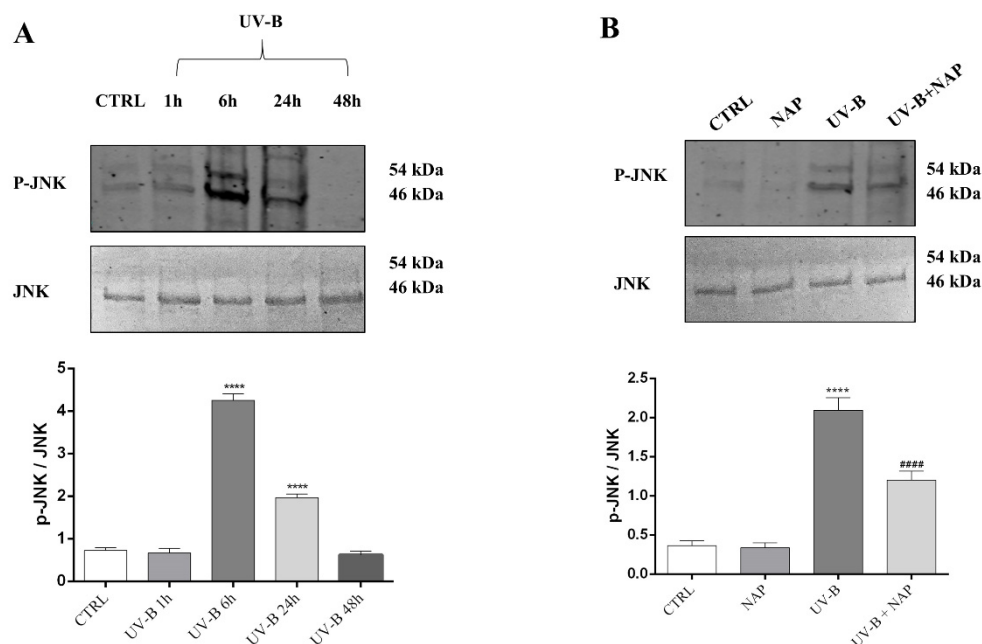 A
UV-B
CTRL 1h 6h 24h 48h
P-JNK
54 kDa
46 kDa
JNK
54 kDa
46 kDa
p-JNK / JNK
5
4
3
2
1
0
****
****
CTRL
UV-B 1h
UV-B 6h
UV-B 24h
UV-B 48h
B
CTRL
NAP
UV-B
UV-B+NAP
P-JNK
54 kDa
46 kDa
JNK
54 kDa
46 kDa
p-JNK / JNK
2.5
2.0
1.5
1.0
0.5
0.0
****
####
CTRL
NAP
UV-B
UV-B + NAP